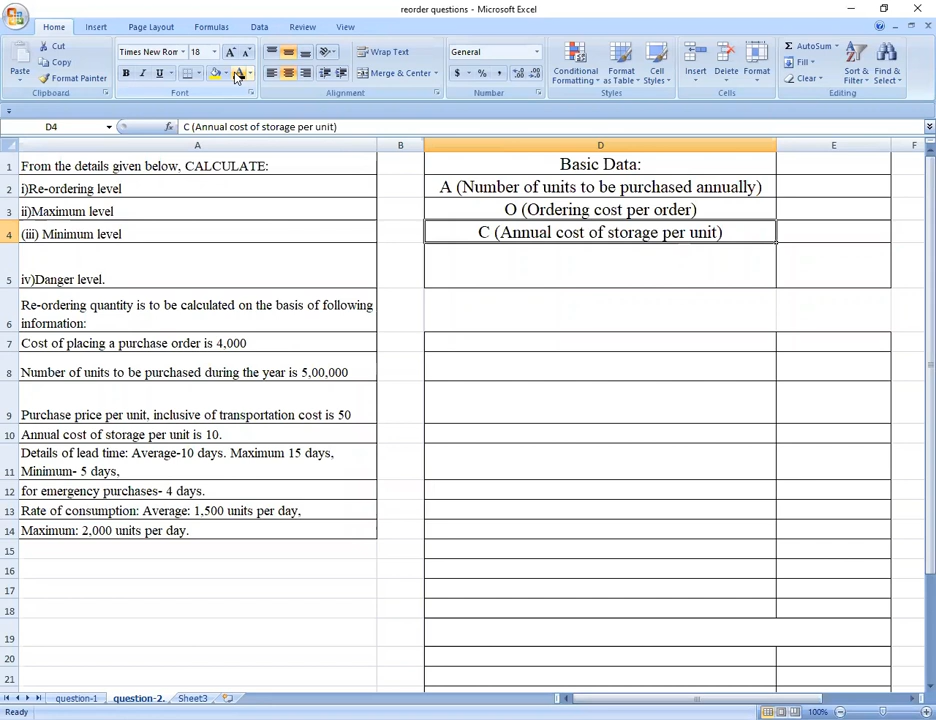 reorder questions - Microsoft Excel
Home Insert Page Layout Formulas Data Review View
Paste Cut Copy Format Painter
Times New Rom 18
B I U
Wrap Text
Merge & Center
General
$ % ,
Conditional Formatting Format as Table Cell Styles
Insert Delete Format
AutoSum Fill Clear
Sort & Filter Find & Select
Clipboard Font Alignment Number Styles Cells Editing
D4 fx C (Annual cost of storage per unit)
A B C D E F
1 From the details given below, CALCULATE: Basic Data:
2 i)Re-ordering level A (Number of units to be purchased annually)
3 ii)Maximum level O (Ordering cost per order)
4 (iii) Minimum level C (Annual cost of storage per unit)
5 iv)Danger level.
Re-ordering quantity is to be calculated on the basis of following
6 information:
7 Cost of placing a purchase order is 4,000
8 Number of units to be purchased during the year is 5,00,000
9 Purchase price per unit, inclusive of transportation cost is 50
10 Annual cost of storage per unit is 10.
Details of lead time: Average-10 days. Maximum 15 days,
11 Minimum- 5 days,
12 for emergency purchases- 4 days.
13 Rate of consumption: Average: 1,500 units per day,
14 Maximum: 2,000 units per day.
15
16
17
18
19
20
21
question-1 question-2. Sheet3
Ready 100%